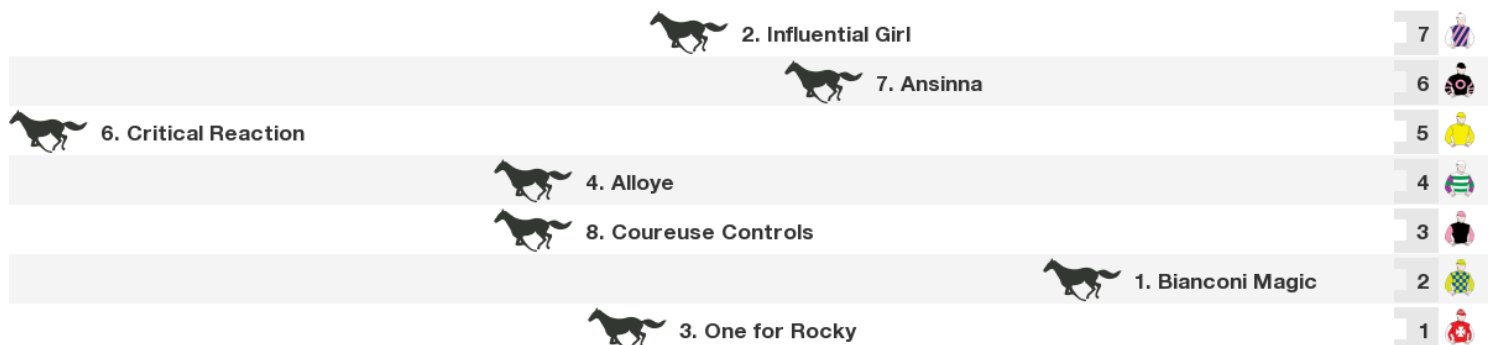 2. Influential Girl 7
7. Ansinna 6
6. Critical Reaction 5
4. Alloye 4
8. Coureuse Controls 3
1. Bianconi Magic 2
3. One for Rocky 1